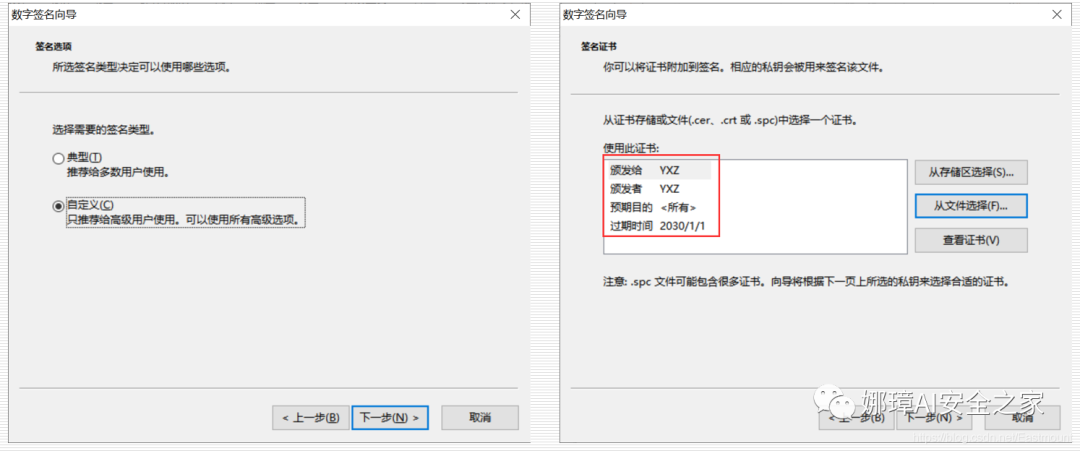 数字签名向导
签名选项
所选签名类型决定可以使用哪些选项。
选择需要的签名类型。
典型(T)
推荐给多数用户使用。
自定义(C)
只推荐给高级用户使用。可以使用所有高级选项。
< 上一步(B)
下一步(N) >
取消
数字签名向导
签名证书
你可以将证书附加到签名。相应的私钥会被用来签名该文件。
从证书存储或文件(.cer、.crt 或 .spc)中选择一个证书。
使用此证书:
颁发给 YXZ
颁发者 YXZ
预期目的 <所有>
过期时间 2030/1/1
从存储区选择(S)...
从文件选择(F)...
查看证书(V)
注意: .spc 文件可能包含很多证书。向导将根据下一页上所选的私钥来选择合适的证书。
< 上一步(B)
下一步(N) >
取消
娜璋AI安全之家
https://blog.csdn.net/Eastmount